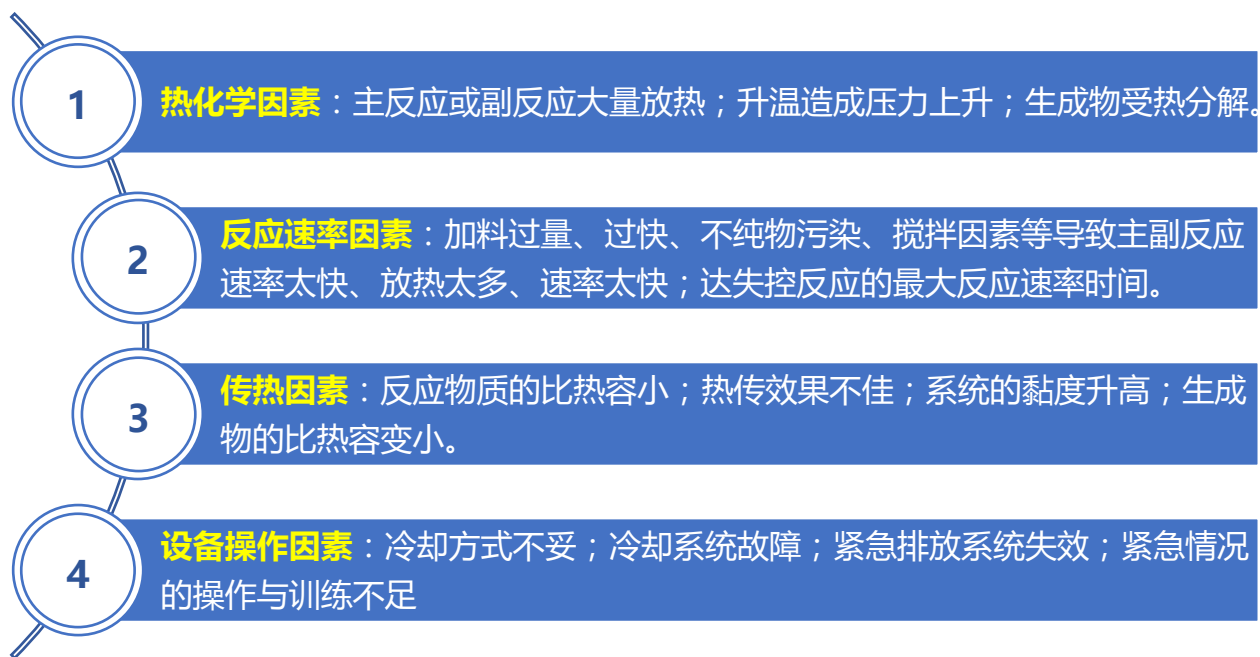 1
热化学因素：主反应或副反应大量放热；升温造成压力上升；生成物受热分解。
2
反应速率因素：加料过量、过快、不纯物污染、搅拌因素等导致主副反应
速率太快、放热太多、速率太快；达失控反应的最大反应速率时间。
3
传热因素：反应物质的比热容小；热传效果不佳；系统的黏度升高；生成
物的比热容变小。
4
设备操作因素：冷却方式不妥；冷却系统故障；紧急排放系统失效；紧急情况
的操作与训练不足